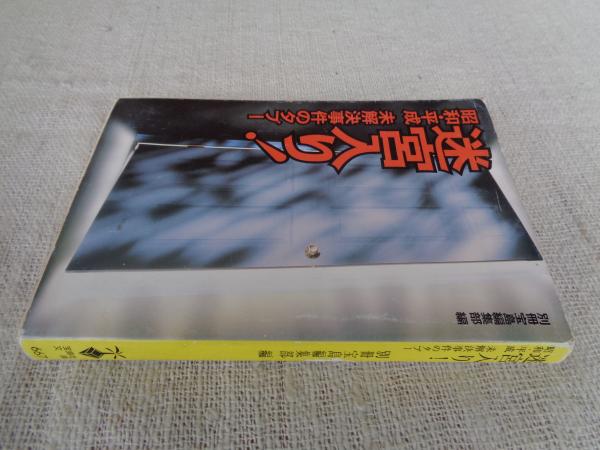 昭和・平成 未解決事件のタブー
迷宮入り!
別冊宝島編集部 編
迷宮入り!
昭和・平成 未解決事件のタブー
別冊宝島編集部 編